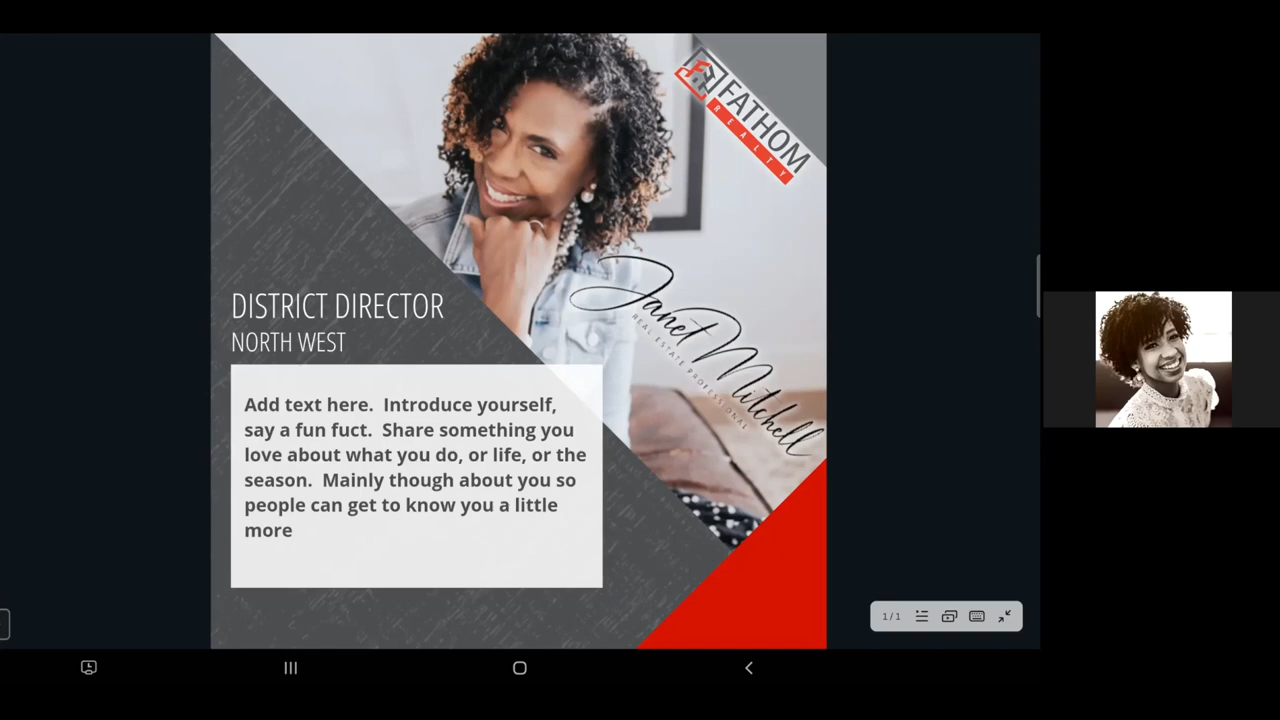 FATHOM
REALTY
Janet Mitchell
REAL ESTATE PROFESSIONAL
DISTRICT DIRECTOR
NORTH WEST
Add text here.  Introduce yourself,
say a fun fuct.  Share something you
love about what you do, or life, or the
season.  Mainly though about you so
people can get to know you a little
more
1/1